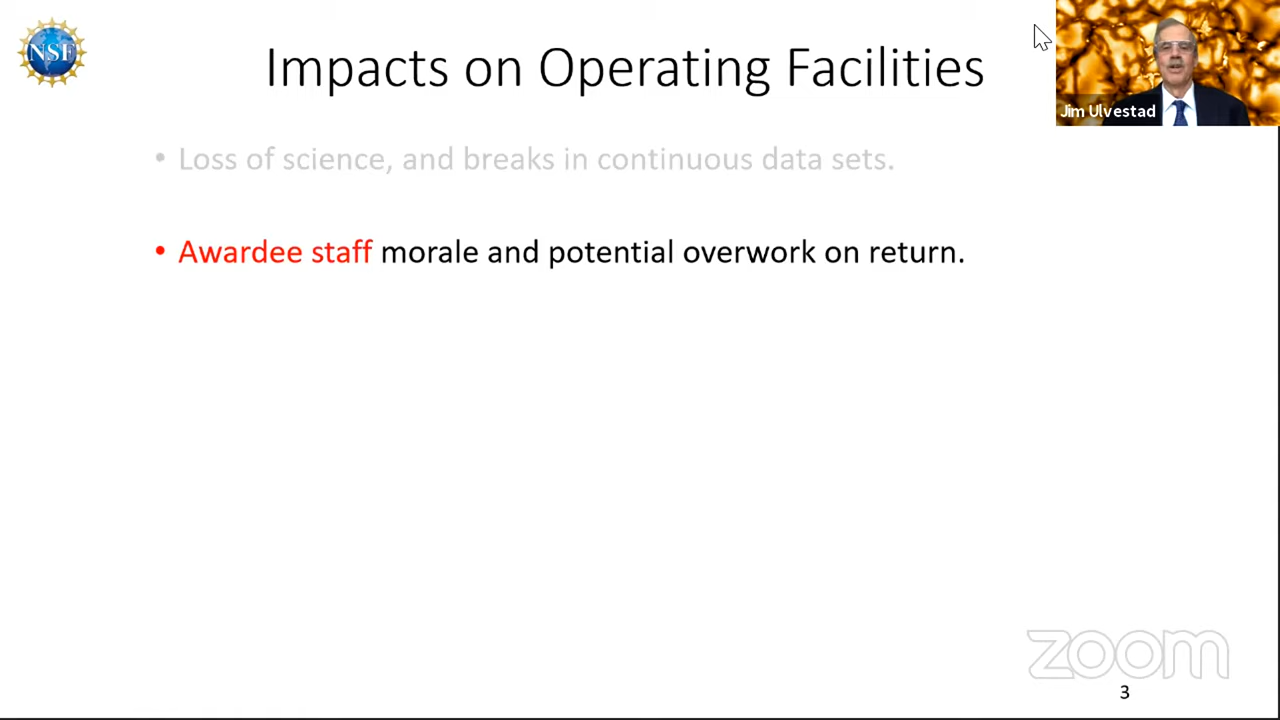 NSF
Impacts on Operating Facilities
Jim Ulvestad
• Loss of science, and breaks in continuous data sets.
• Awardee staff morale and potential overwork on return.
zoom
3